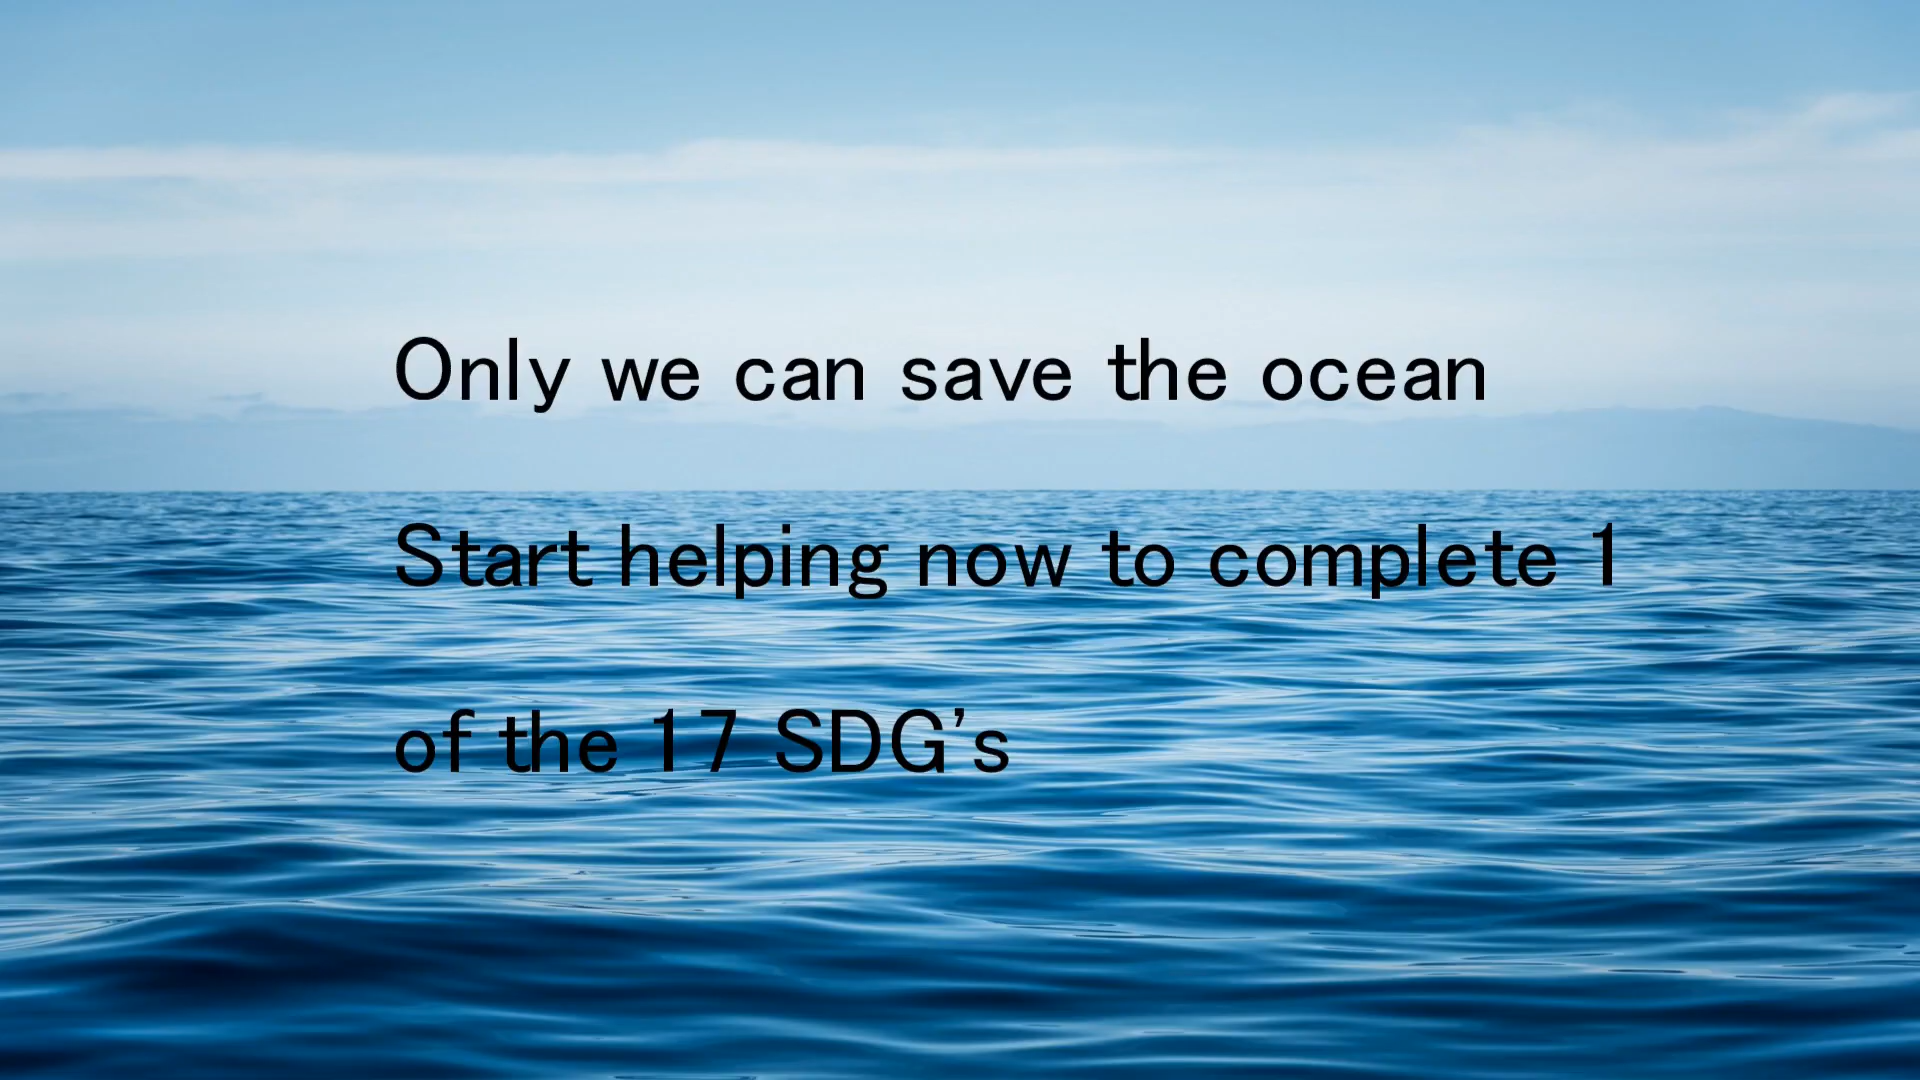 Only we can save the ocean
Start helping now to complete 1
of the 17 SDG's